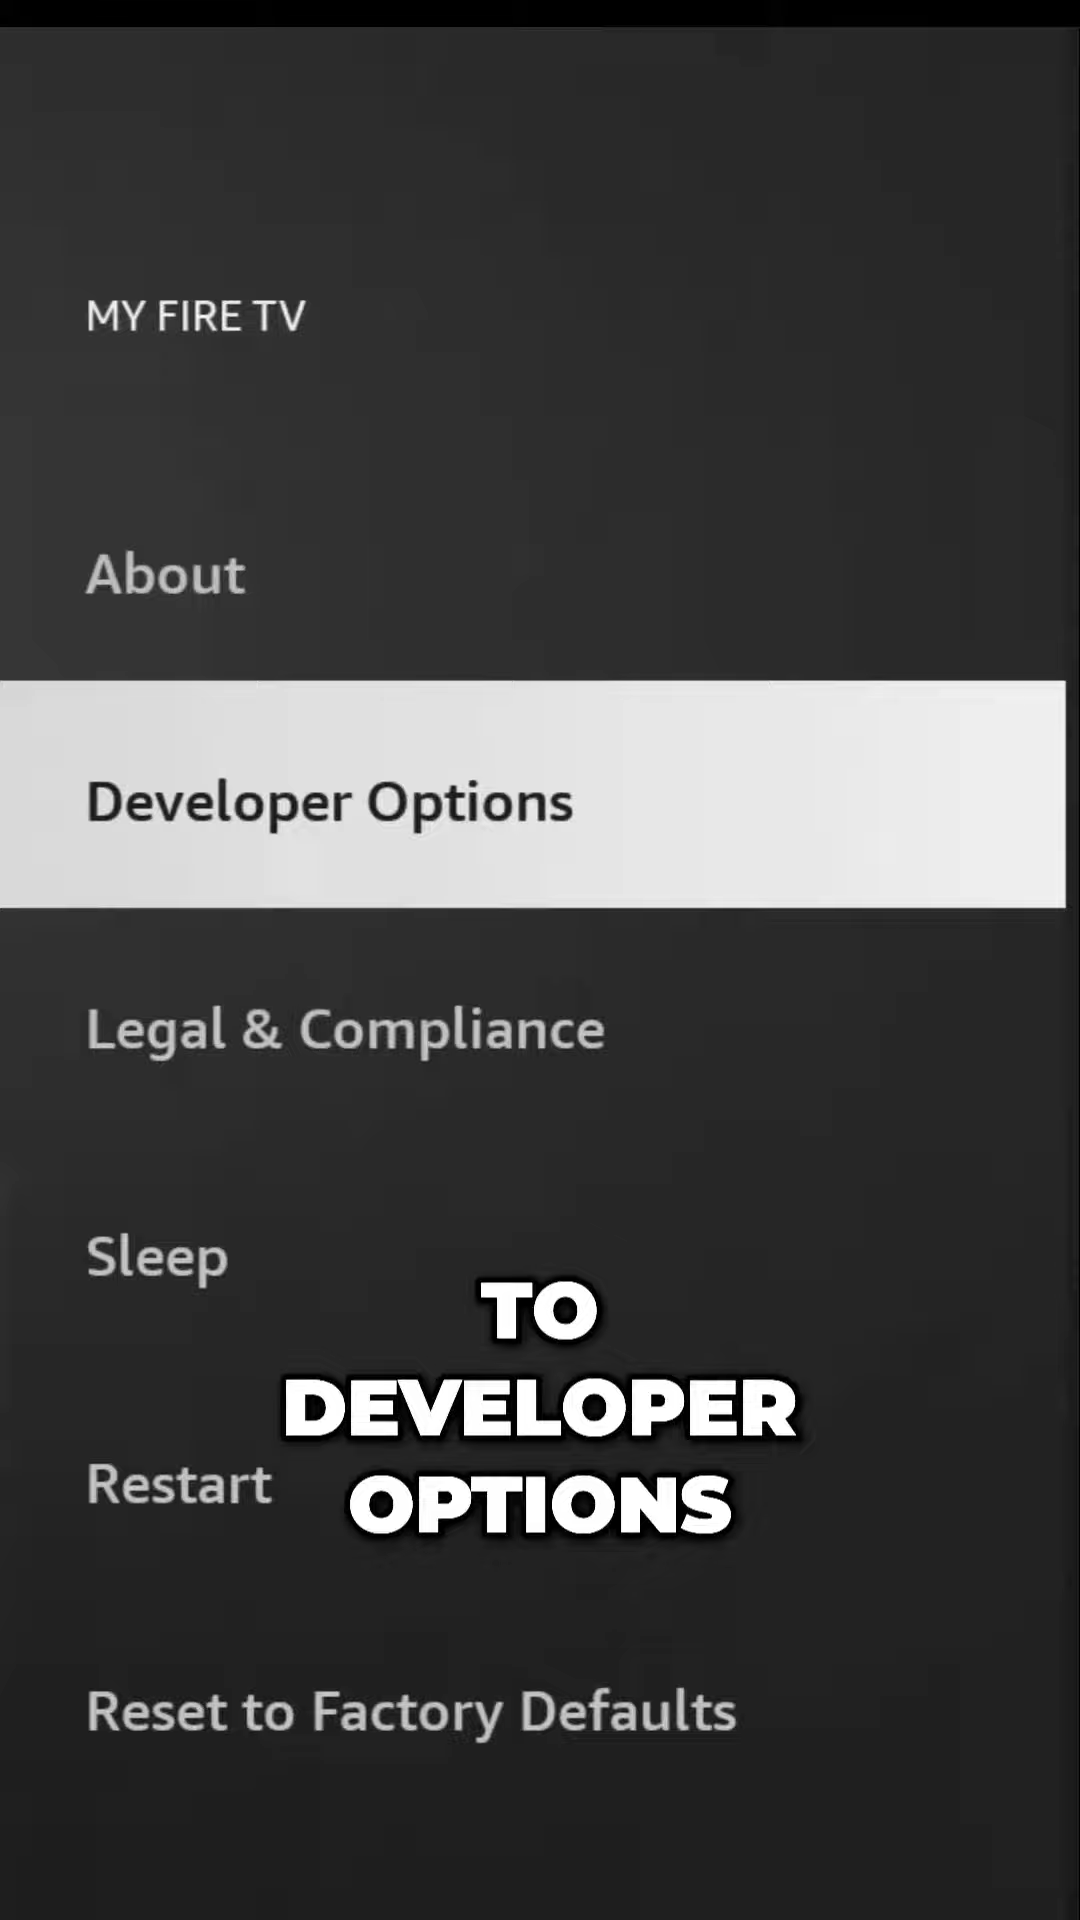 MY FIRE TV
About
Developer Options
Legal & Compliance
Sleep
TO
DEVELOPER
Restart
OPTIONS
Reset to Factory Defaults